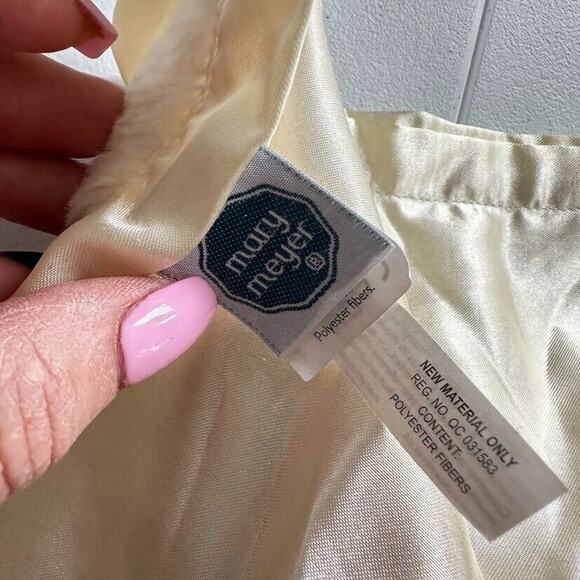 mary
meyer
®
Polyester fibers.
NEW MATERIAL ONLY
REG. NO. QC 031583
CONTENT:
POLYESTER FIBERS